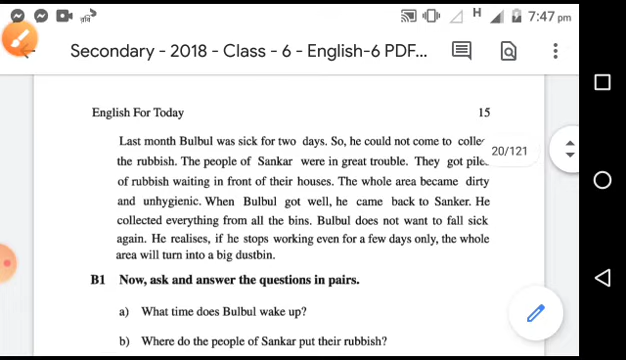 H 7:47 pm
Secondary - 2018 - Class - 6 - English-6 PDF...
English For Today 15
Last month Bulbul was sick for two days. So, he could not come to
20/121
the rubbish. The people of Sankar were in great trouble. They got
of rubbish waiting in front of their houses. The whole area became dirty
and unhygienic. When Bulbul got well, he came back to Sanker. He
collected everything from all the bins. Bulbul does not want to fall sick
again. He realises, if he stops working even for a few days only, the whole
area will turn into a big dustbin.
B1 Now, ask and answer the questions in pairs.
a) What time does Bulbul wake up?
b) Where do the people of Sankar put their rubbish?